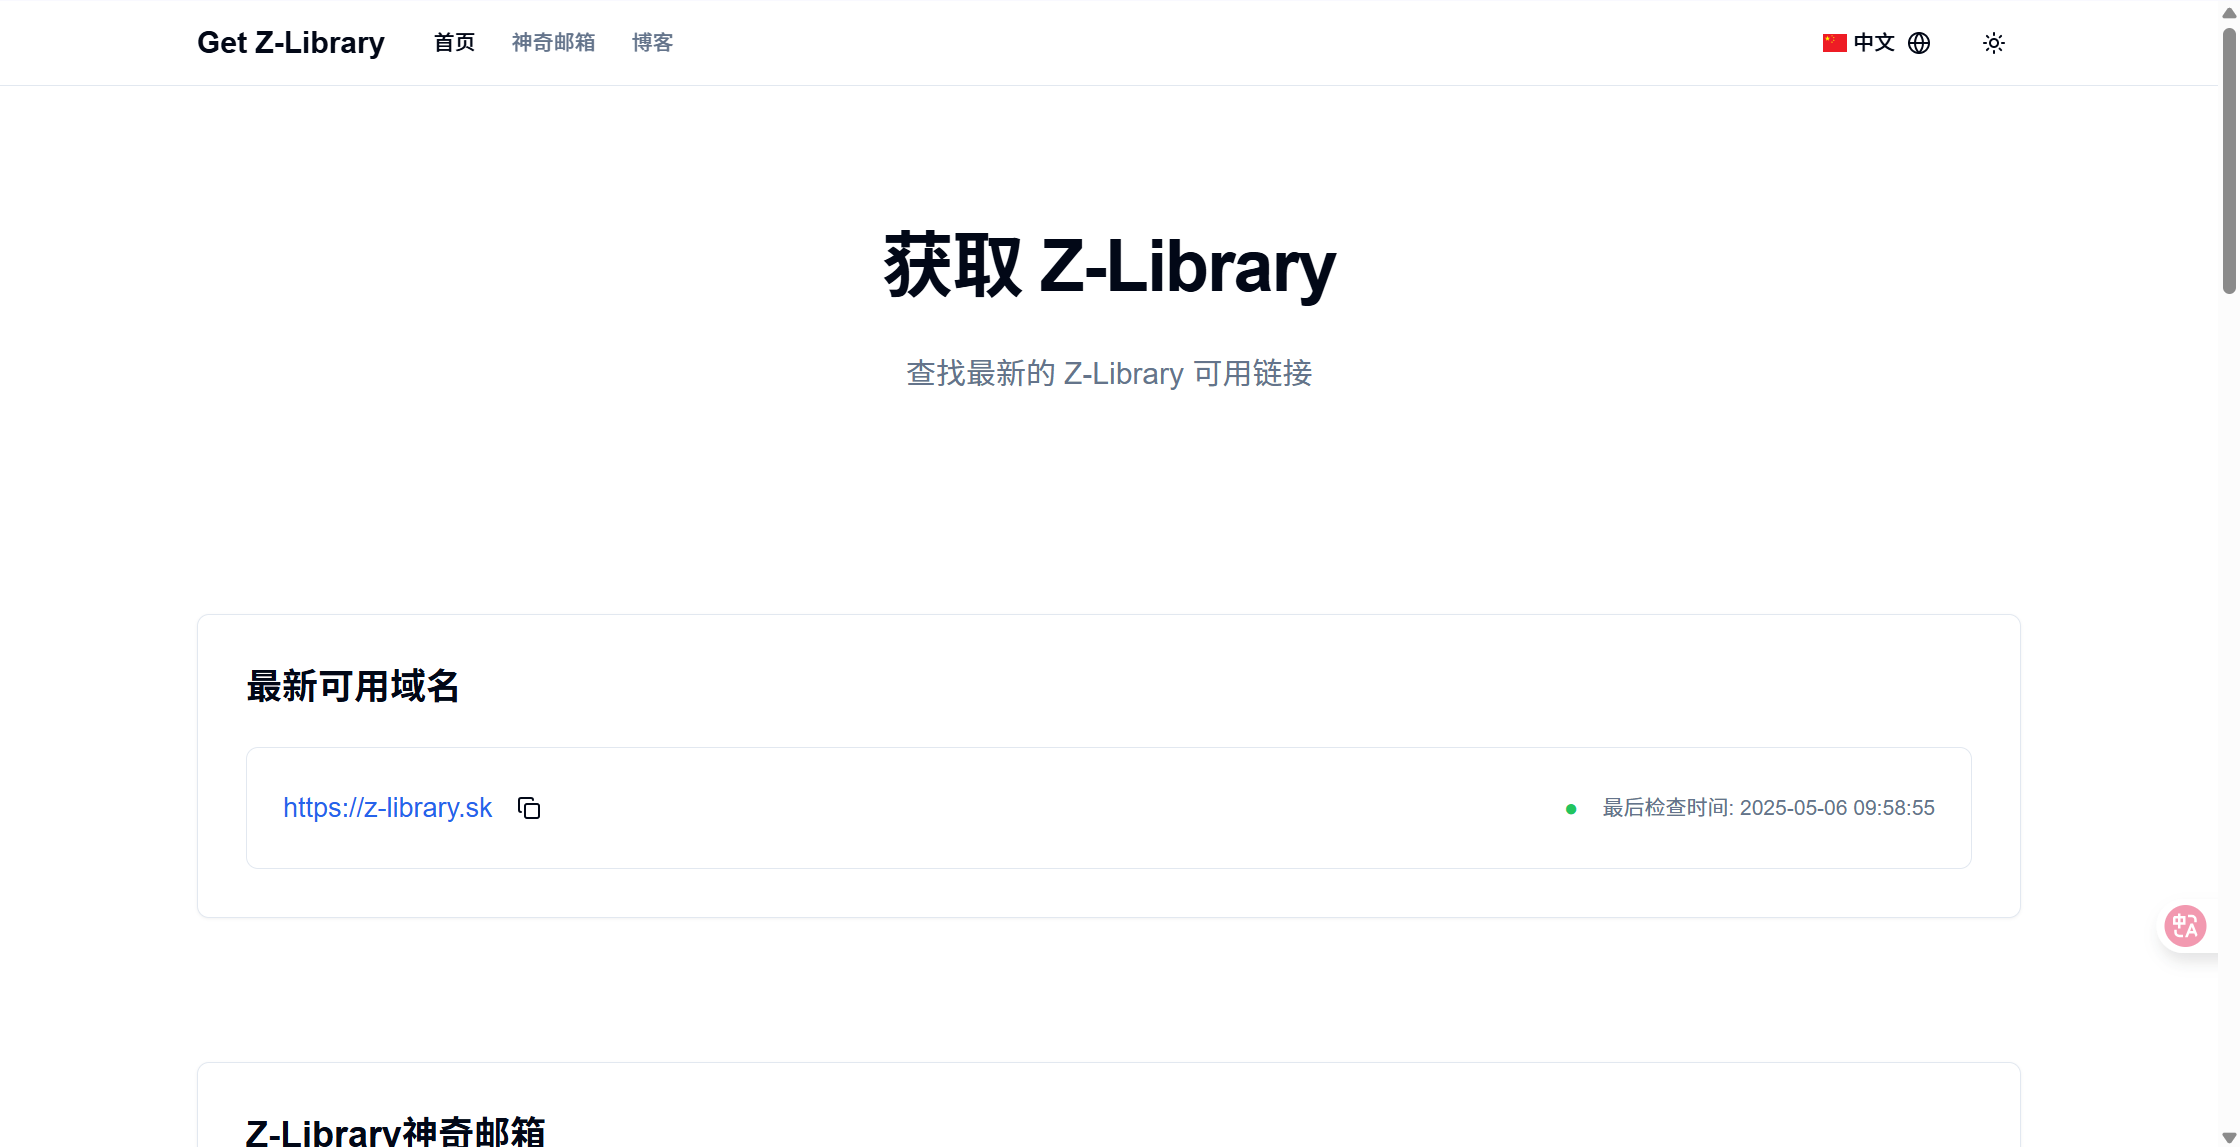 Get Z-Library 首页 神奇邮箱 博客 中文
获取 Z-Library
查找最新的 Z-Library 可用链接
最新可用域名
https://z-library.sk 最后检查时间: 2025-05-06 09:58:55
中A
Z-Library神奇邮箱